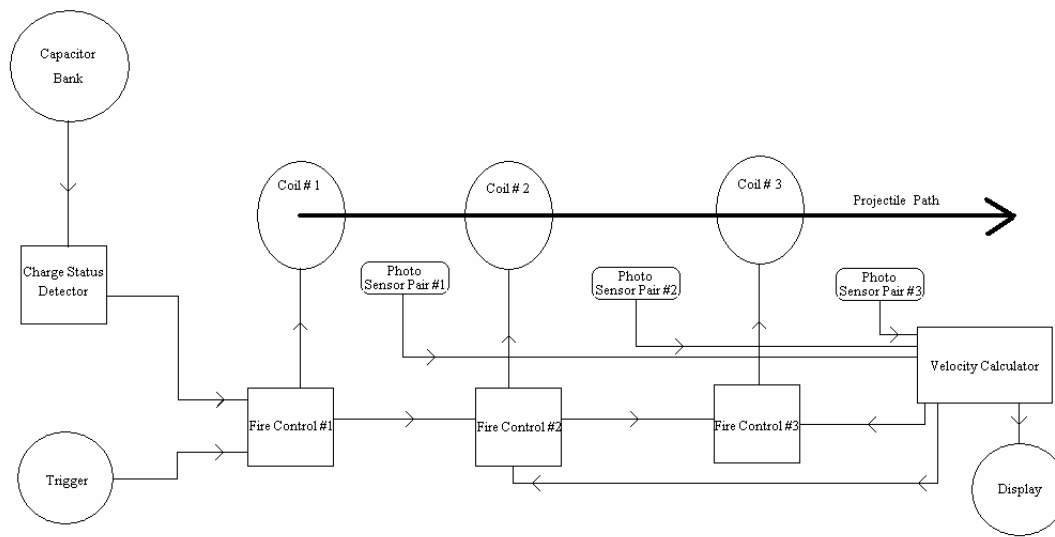 Capacitor
Bank
Coil # 1
Coil # 2
Coil # 3
Projectile Path
Charge Status
Detector
Photo
Sensor Pair #1
Photo
Sensor Pair #2
Photo
Sensor Pair #3
Velocity Calculator
Fire Control #1
Fire Control #2
Fire Control #3
Trigger
Display